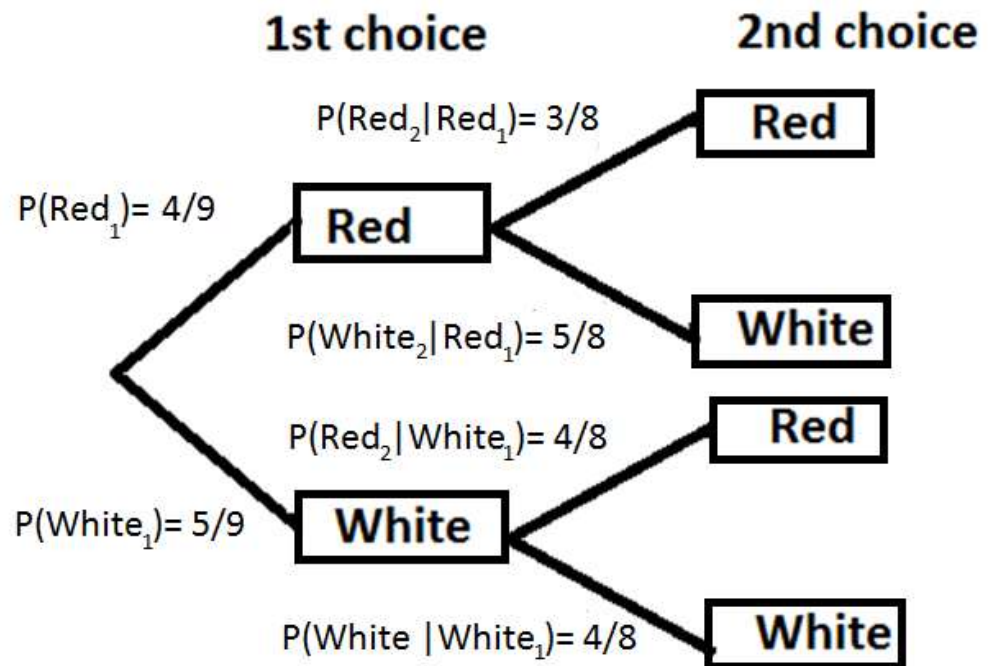 1st choice 2nd choice
P(Red₂|Red₁)= 3/8
Red
P(Red₁)= 4/9
Red
P(White₂|Red₁)= 5/8
White
P(Red₂|White₁)= 4/8
Red
P(White₁)= 5/9
White
P(White |White₁)= 4/8
White